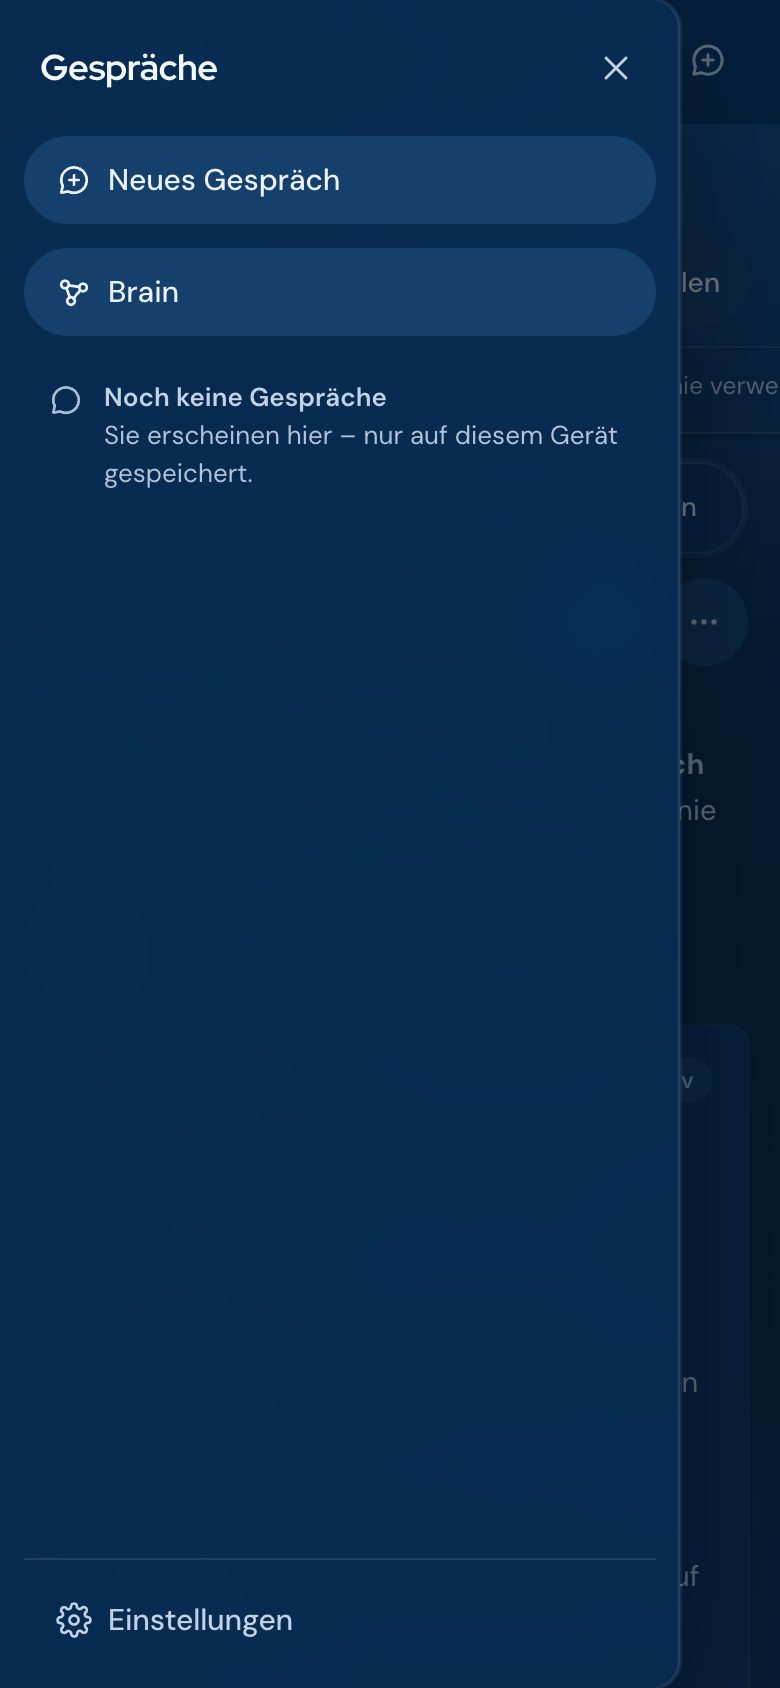 Gespräche
Neues Gespräch
Brain
Noch keine Gespräche
Sie erscheinen hier – nur auf diesem Gerät
gespeichert.
Einstellungen